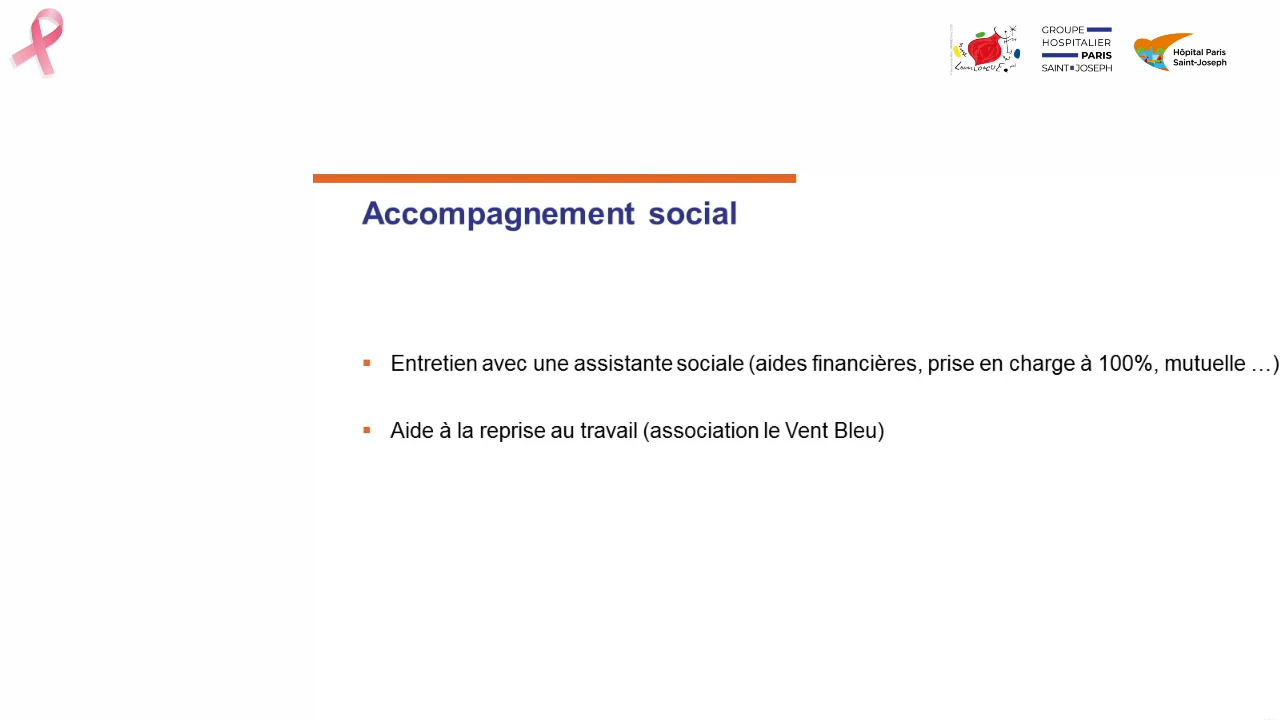 GROUPE
HOSPITALIER
PARIS
SAINT JOSEPH
Hôpital Paris
Saint-Joseph
Accompagnement social
Entretien avec une assistante sociale (aides financières, prise en charge à 100%, mutuelle …)
Aide à la reprise au travail (association le Vent Bleu)